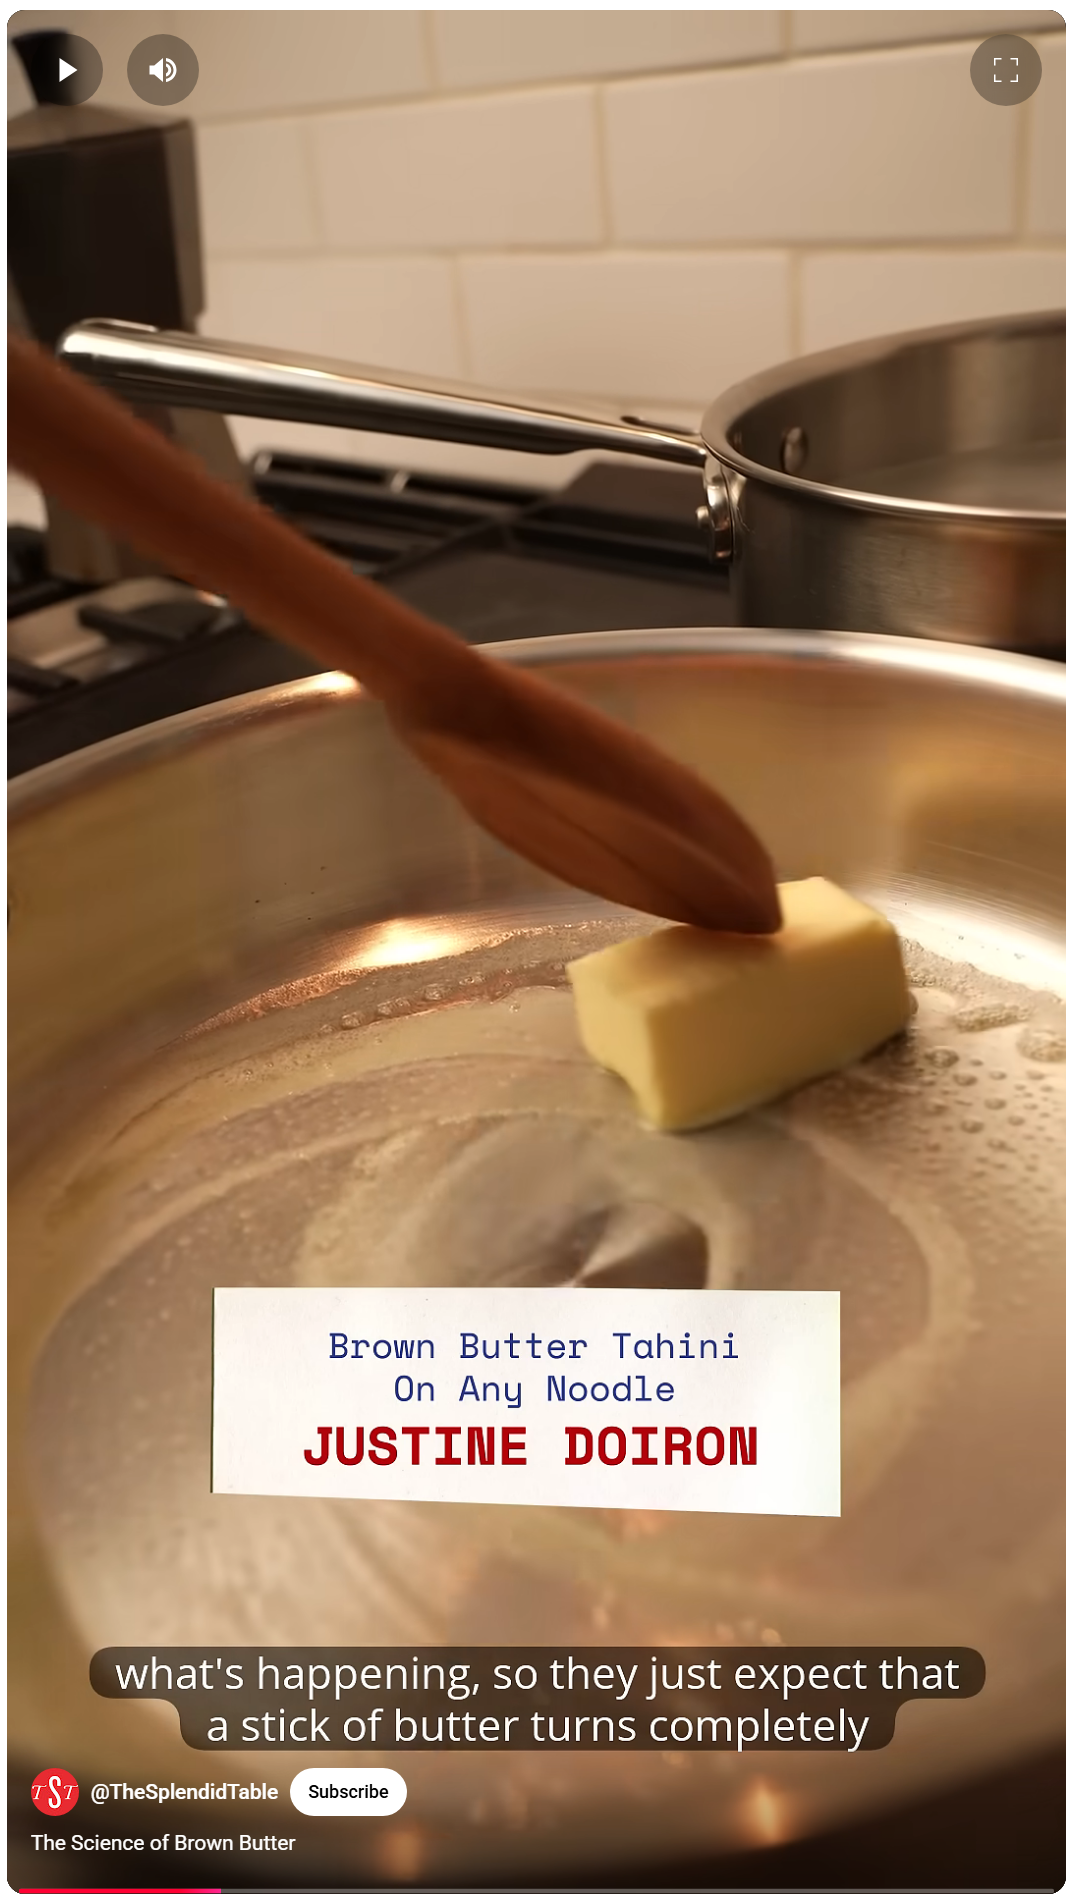 Brown Butter Tahini
On Any Noodle
JUSTINE DOIRON
what's happening, so they just expect that
a stick of butter turns completely
TST
@TheSplendidTable
Subscribe
The Science of Brown Butter